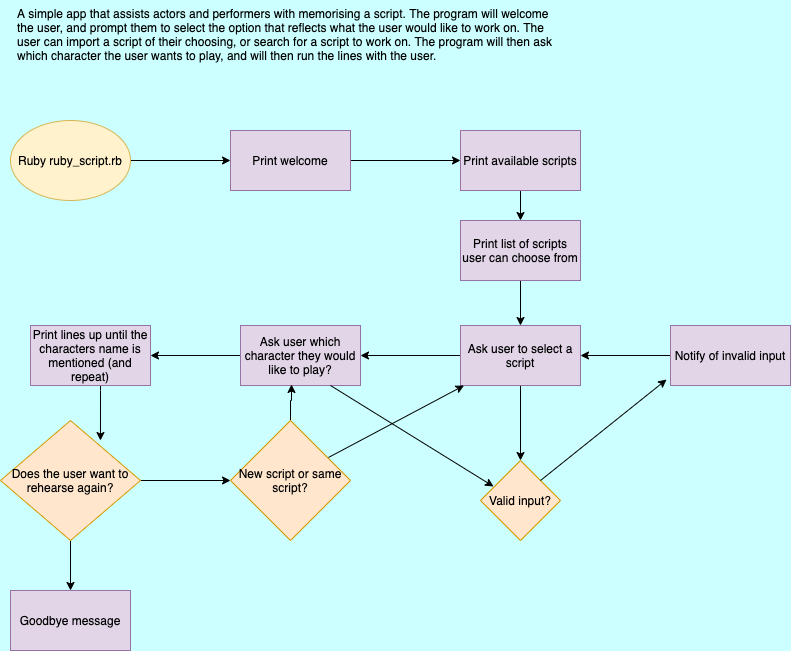 A simple app that assists actors and performers with memorising a script. The program will welcome
the user, and prompt them to select the option that reflects what the user would like to work on. The
user can import a script of their choosing, or search for a script to work on. The program will then ask
which character the user wants to play, and will then run the lines with the user.
Ruby ruby_script.rb
Print welcome
Print available scripts
Print list of scripts
user can choose from
Print lines up until the
characters name is
mentioned (and
repeat)
Ask user which
character they would
like to play?
Ask user to select a
script
Notify of invalid input
Does the user want to
rehearse again?
New script or same
script?
Valid input?
Goodbye message